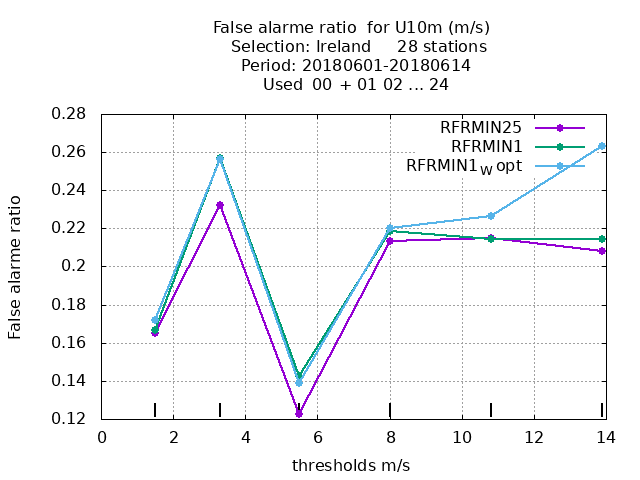 False alarme ratio  for U10m (m/s)
Selection: Ireland     28 stations
Period: 20180601-20180614
Used  00 + 01 02 ... 24
RFRMIN25
RFRMIN1
RFRMIN1W opt
False alarme ratio
0.28
0.26
0.24
0.22
0.2
0.18
0.16
0.14
0.12
0 2 4 6 8 10 12 14
thresholds m/s